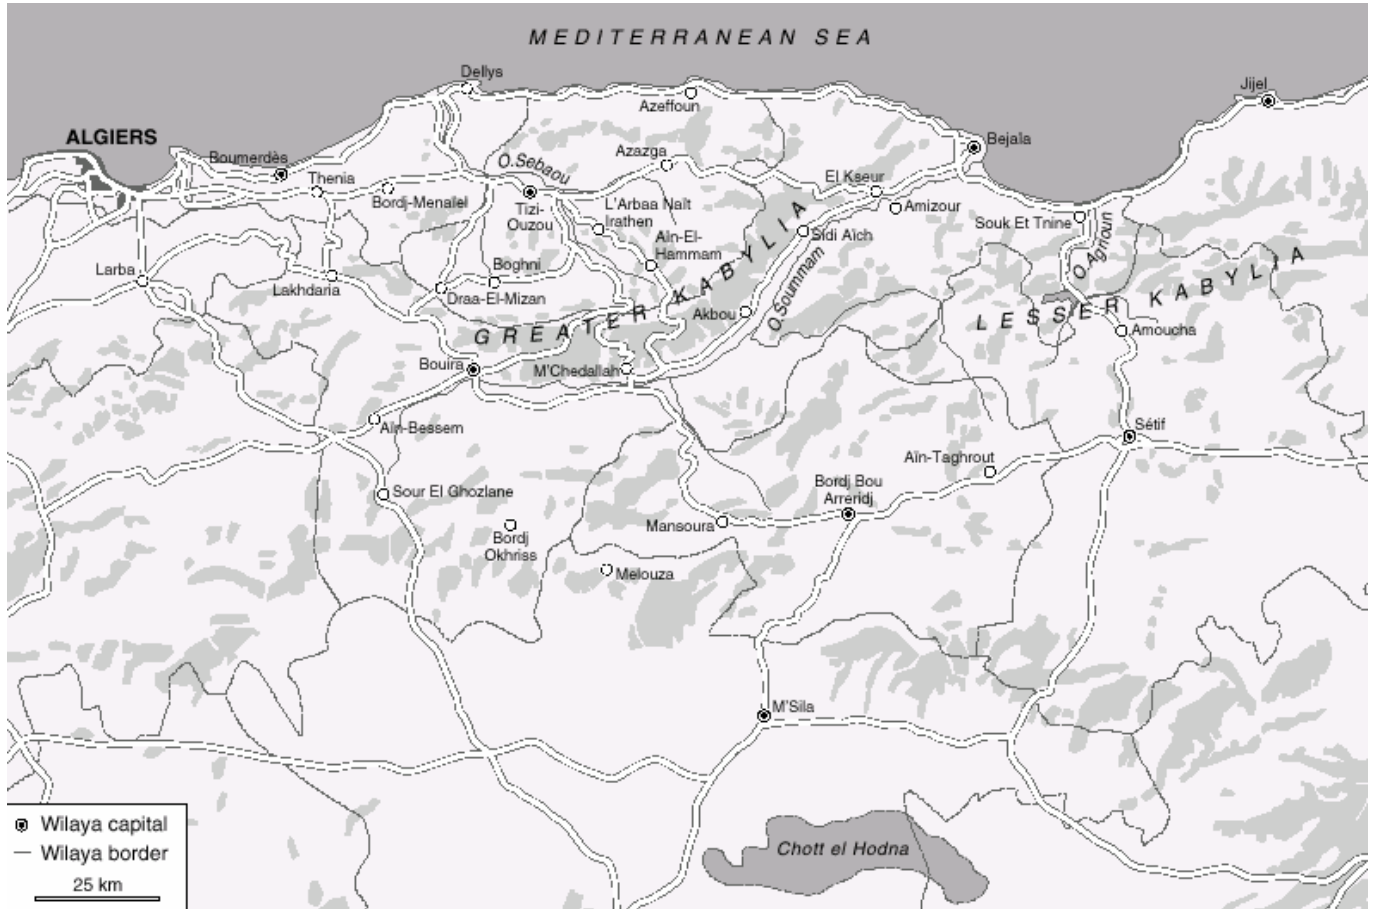 MEDITERRANEAN SEA
Dellys
Jijel
Azeffoun
ALGIERS
Bejaïa
Boumerdès
Azazga
O.Sebaou
Thenia
El Kseur
Bordj-Menaïel
Tizi-
Ouzou
L'Arbaa Naït
Irathen
Amizour
Souk Et Tnine
Sidi Aïch
Aïn-El-
Hammam
O.Agrioun
Larba
Boghni
Lakhdaria
Draa-El-Mizan
O.Soummam
Akbou
GREATER KABYLIA
LESSER KABYLIA
Amoucha
Bouira
M'Chedallah
Aïn-Bessem
Sétif
Aïn-Taghrout
Sour El Ghozlane
Bordj Bou
Arreridj
Mansoura
Bordj
Okhriss
Melouza
M'Sila
Wilaya capital
Wilaya border
25 km
Chott el Hodna